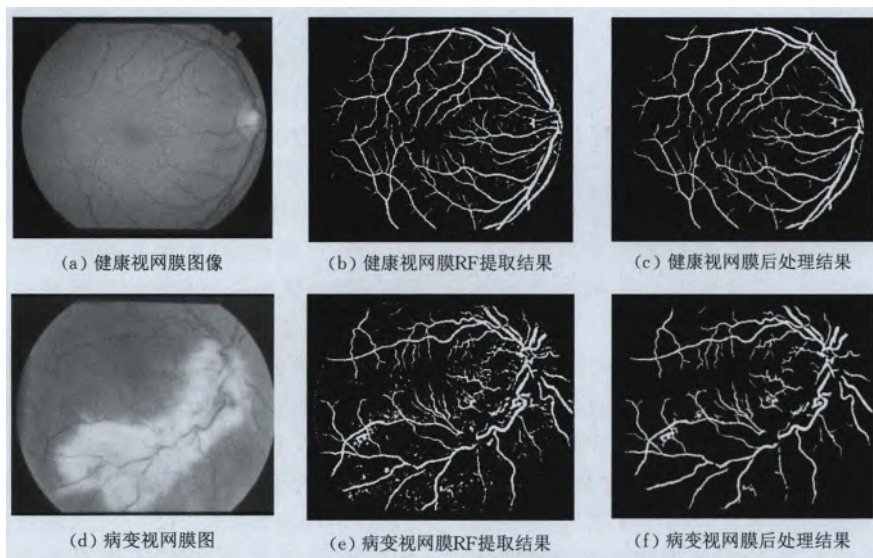 (a) 健康视网膜图像
(b) 健康视网膜RF提取结果
(c) 健康视网膜后处理结果
(d) 病变视网膜图
(e) 病变视网膜RF提取结果
(f) 病变视网膜后处理结果